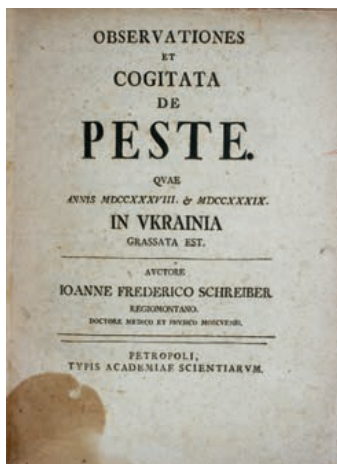 OBSERVATIONES
ET
COGITATA
DE
PESTE.
QVAE
ANNIS MDCCXXXVIII. & MDCCXXXIX.
IN VKRAINIA
GRASSATA EST.
AVCTORE
IOANNE FREDERICO SCHREIBER
REGIOMONTANO.
DOCTORE MEDICO ET PHYSICO MOSCVENSI.
PETROPOLI,
TYPIS ACADEMIAE SCIENTIARVM.